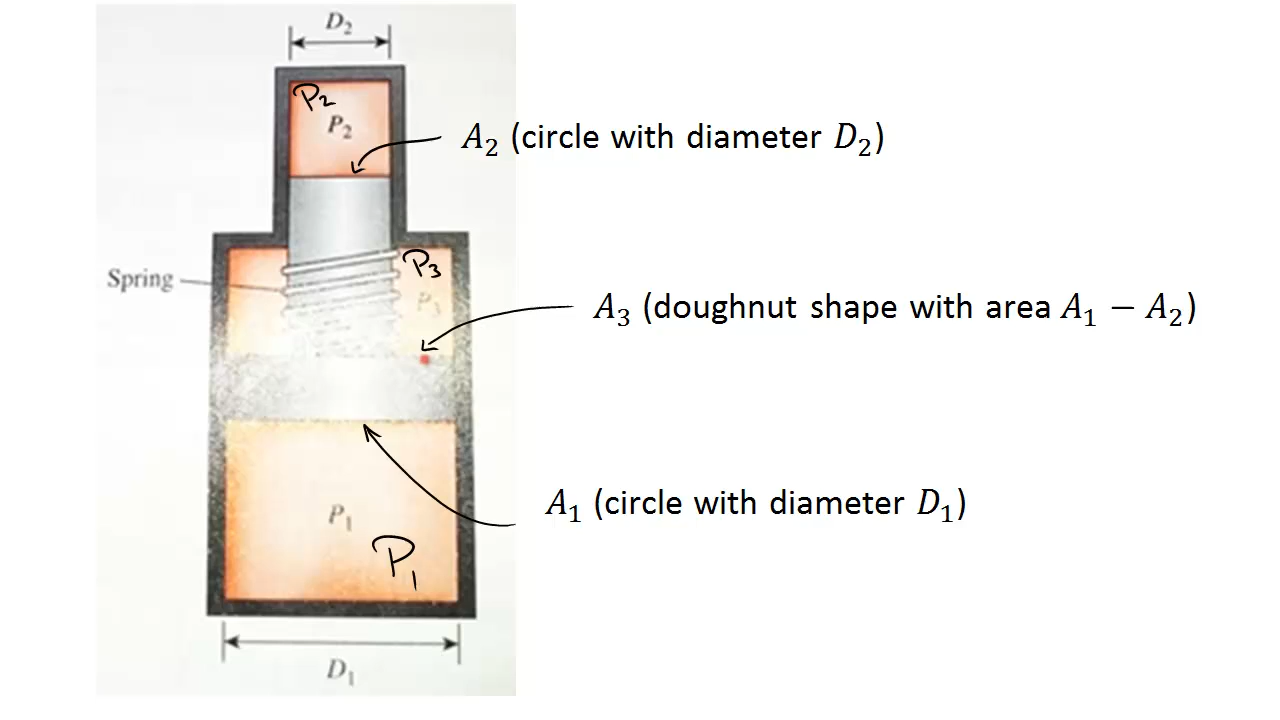 D₂
P₂
P₂
A₂ (circle with diameter D₂)
Spring
P₃
P₃
A₃ (doughnut shape with area A₁ − A₂)
A₁ (circle with diameter D₁)
P₁
P₁
D₁